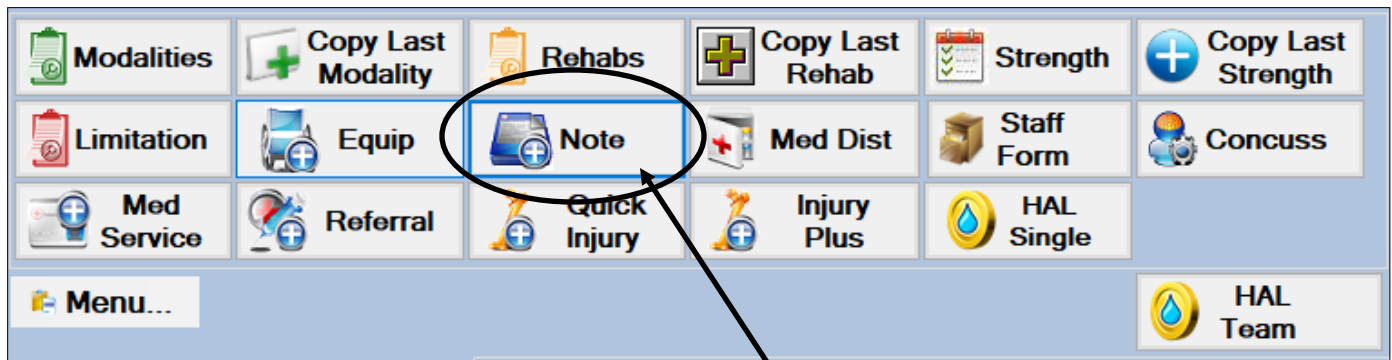 Modalities
Copy Last
Modality
Rehabs
Copy Last
Rehab
Strength
Copy Last
Strength
Limitation
Equip
Note
Med Dist
Staff
Form
Concuss
Med
Service
Referral
Quick
Injury
Injury
Plus
HAL
Single
Menu...
HAL
Team